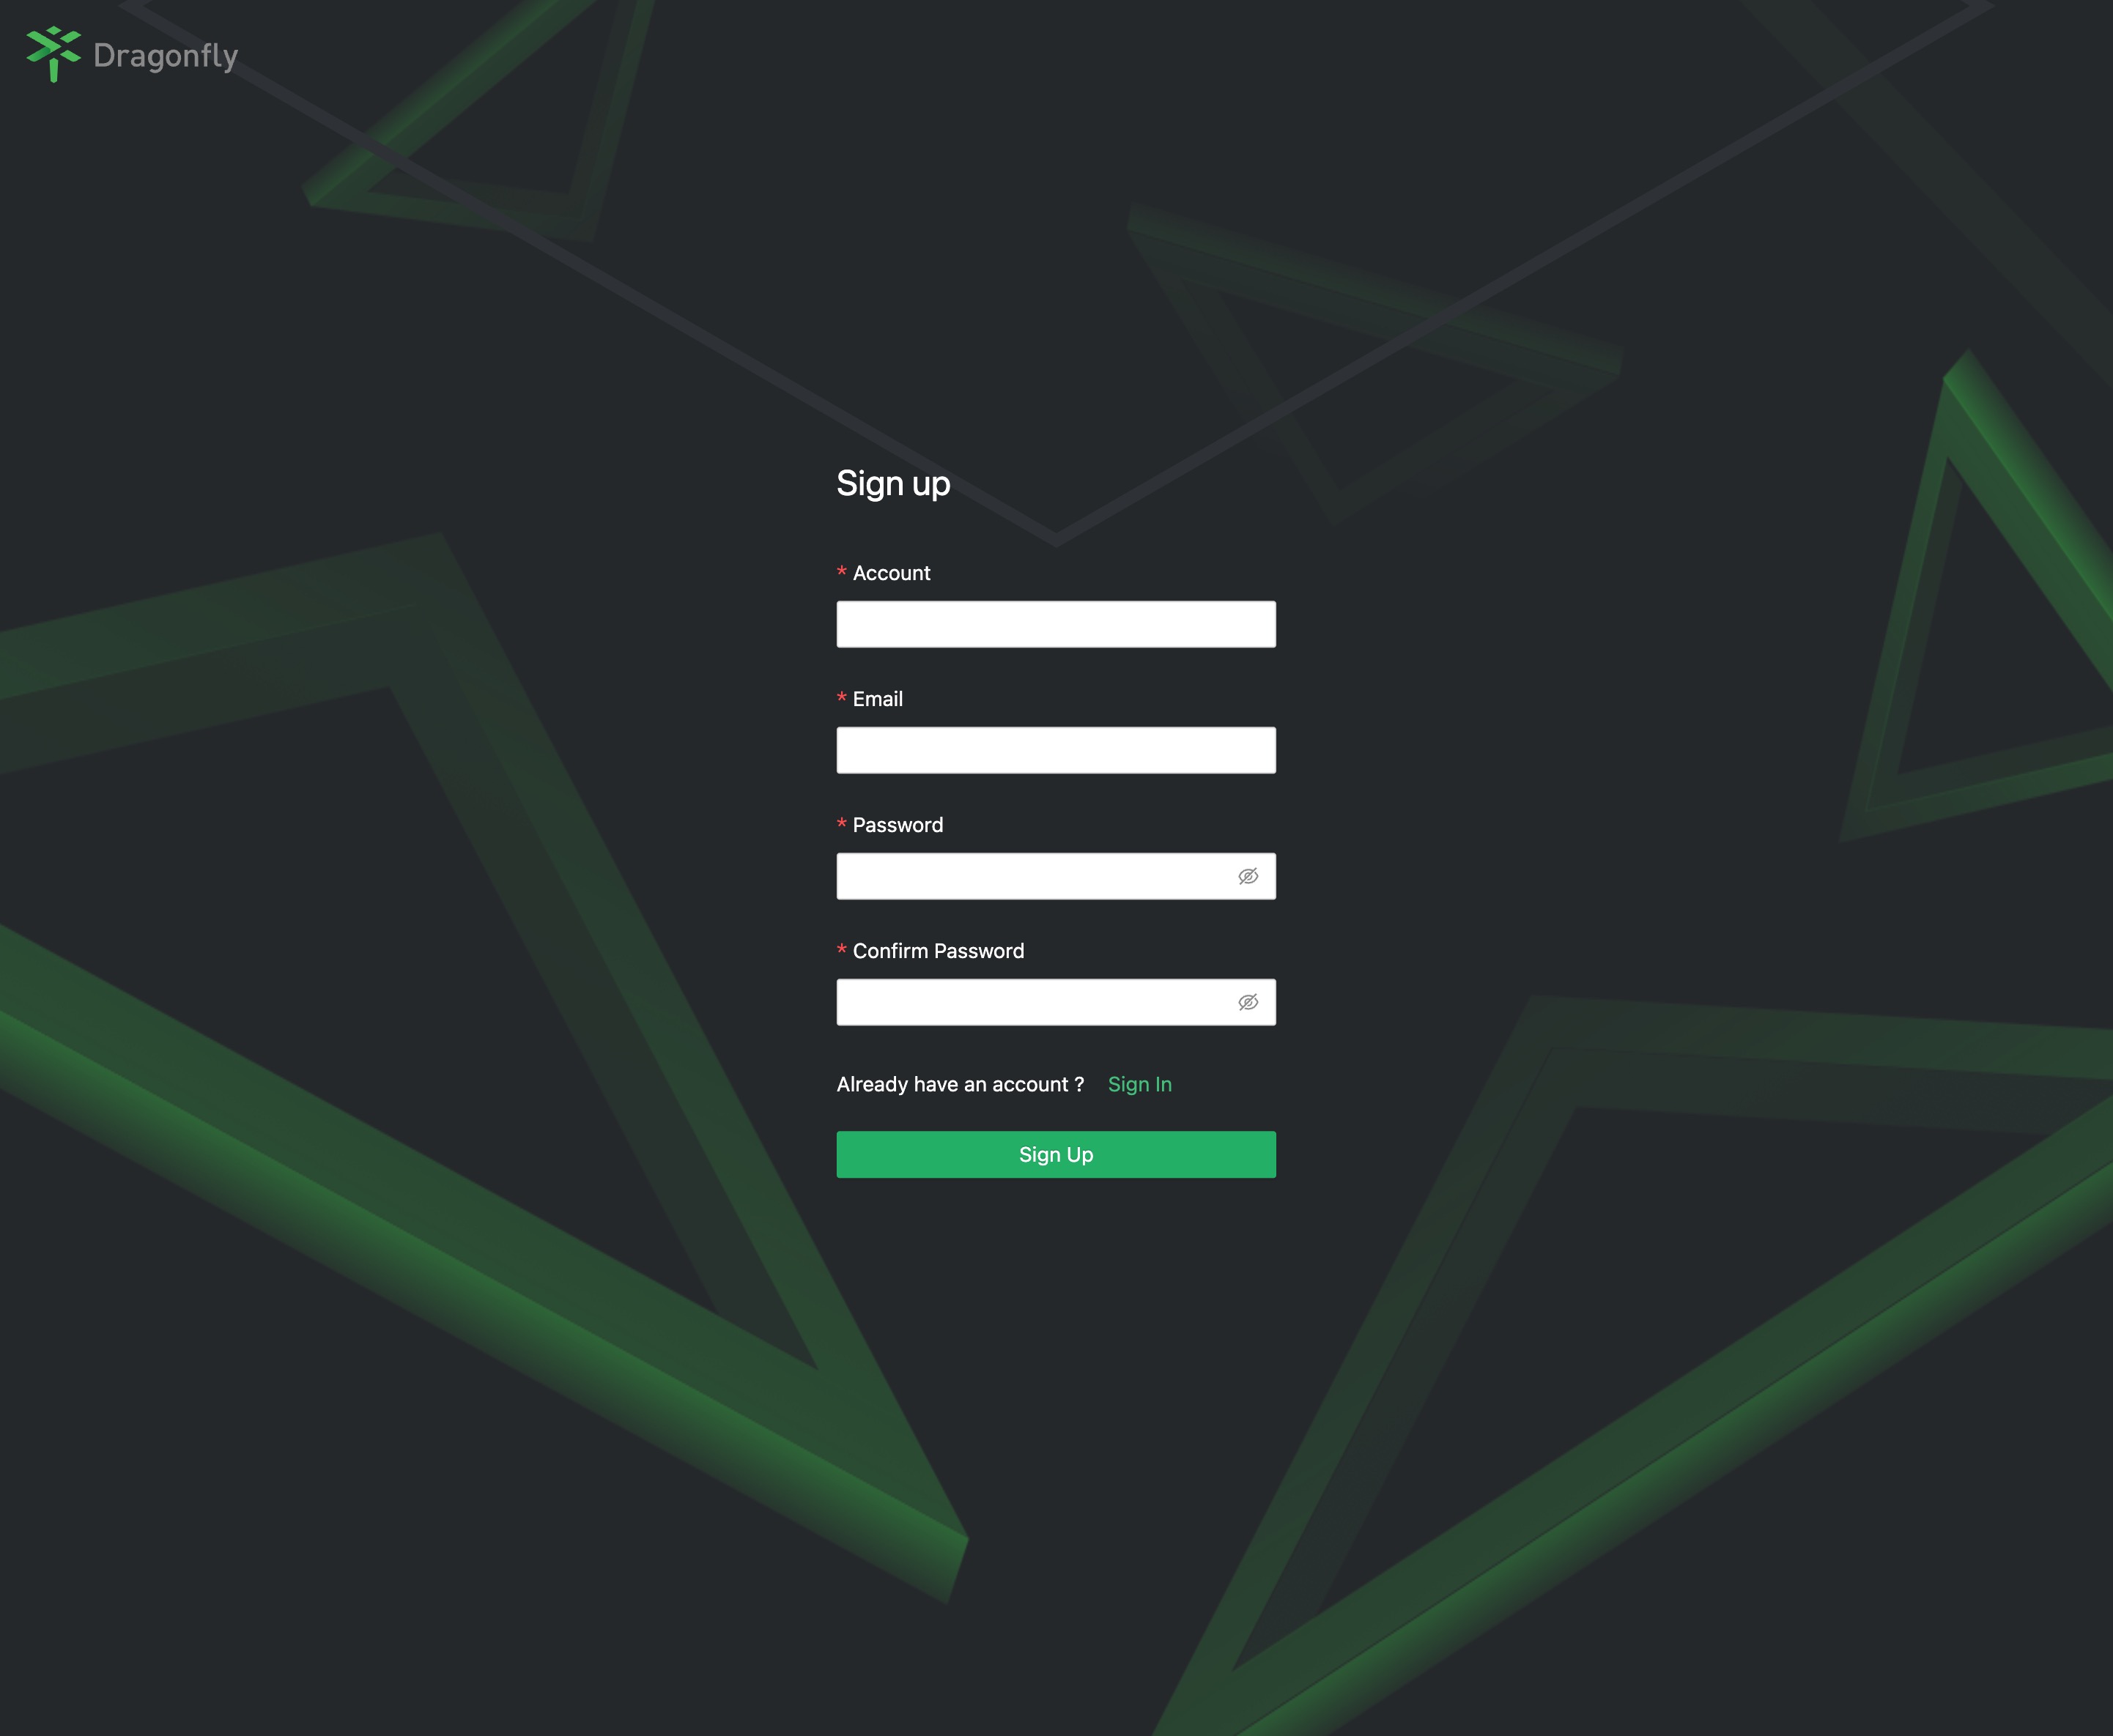 Dragonfly
Sign up
* Account
* Email
* Password
* Confirm Password
Already have an account ? Sign In
Sign Up